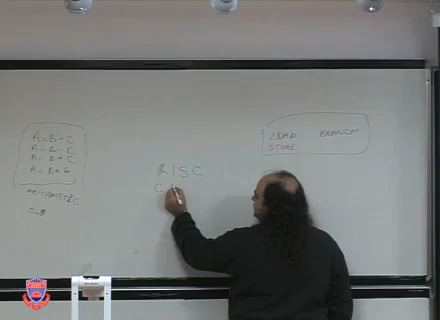 A = B + C
A = B - C
A = B + C
A = B + C
ARITHMETIC
LOAD BRANCH
STORE
RISC
C